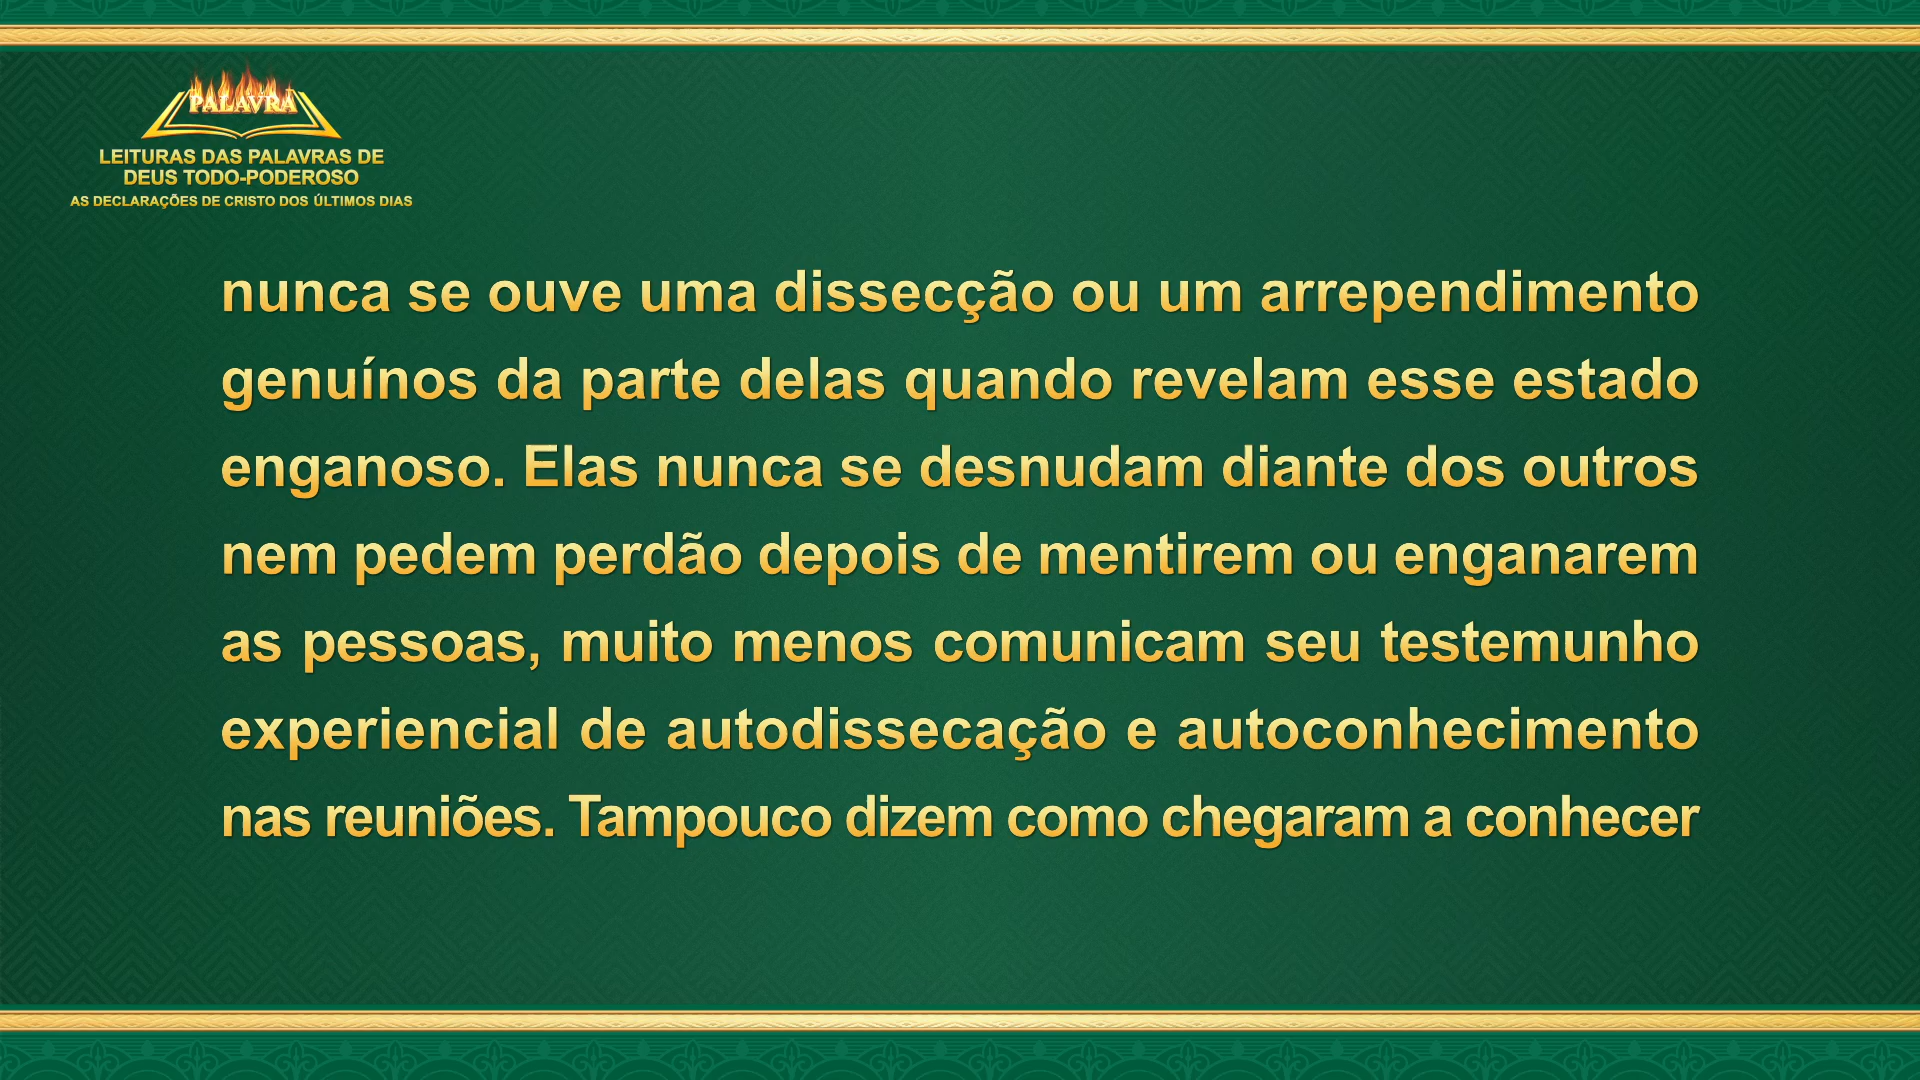 PALAVRA
LEITURAS DAS PALAVRAS DE
DEUS TODO-PODEROSO
AS DECLARAÇÕES DE CRISTO DOS ÚLTIMOS DIAS
nunca se ouve uma dissecção ou um arrependimento
genuínos da parte delas quando revelam esse estado
enganoso. Elas nunca se desnudam diante dos outros
nem pedem perdão depois de mentirem ou enganarem
as pessoas, muito menos comunicam seu testemunho
experiencial de autodissecação e autoconhecimento
nas reuniões. Tampouco dizem como chegaram a conhecer